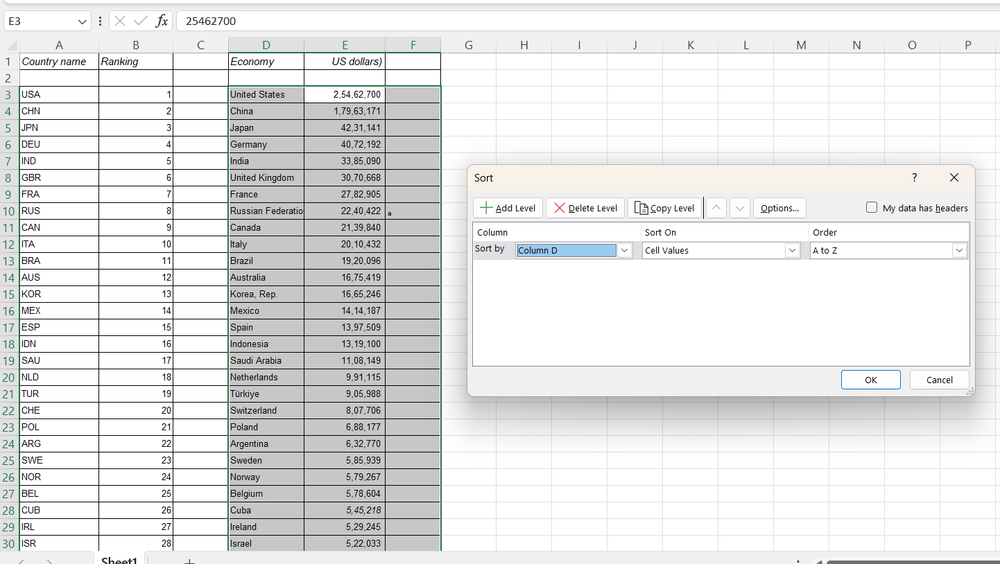 E3 fx 25462700
A B C D E F G H I J K L M N O P
1 Country name Ranking Economy US dollars)
2
3 USA 1 United States 2,54,62,700
4 CHN 2 China 1,79,63,171
5 JPN 3 Japan 42,31,141
6 DEU 4 Germany 40,72,192
7 IND 5 India 33,85,090
8 GBR 6 United Kingdom 30,70,668
9 FRA 7 France 27,82,905
10 RUS 8 Russian Federatio 22,40,422 a
11 CAN 9 Canada 21,39,840
12 ITA 10 Italy 20,10,432
13 BRA 11 Brazil 19,20,096
14 AUS 12 Australia 16,75,419
15 KOR 13 Korea, Rep. 16,65,246
16 MEX 14 Mexico 14,14,187
17 ESP 15 Spain 13,97,509
18 IDN 16 Indonesia 13,19,100
19 SAU 17 Saudi Arabia 11,08,149
20 NLD 18 Netherlands 9,91,115
21 TUR 19 Türkiye 9,05,988
22 CHE 20 Switzerland 8,07,706
23 POL 21 Poland 6,88,177
24 ARG 22 Argentina 6,32,770
25 SWE 23 Sweden 5,85,939
26 NOR 24 Norway 5,79,267
27 BEL 25 Belgium 5,78,604
28 CUB 26 Cuba 5,45,218
29 IRL 27 Ireland 5,29,245
30 ISR 28 Israel 5,22,033
Sheet1
Sort ?
Add Level Delete Level Copy Level Options... My data has headers
Column Sort On Order
Sort by Column D Cell Values A to Z
OK Cancel